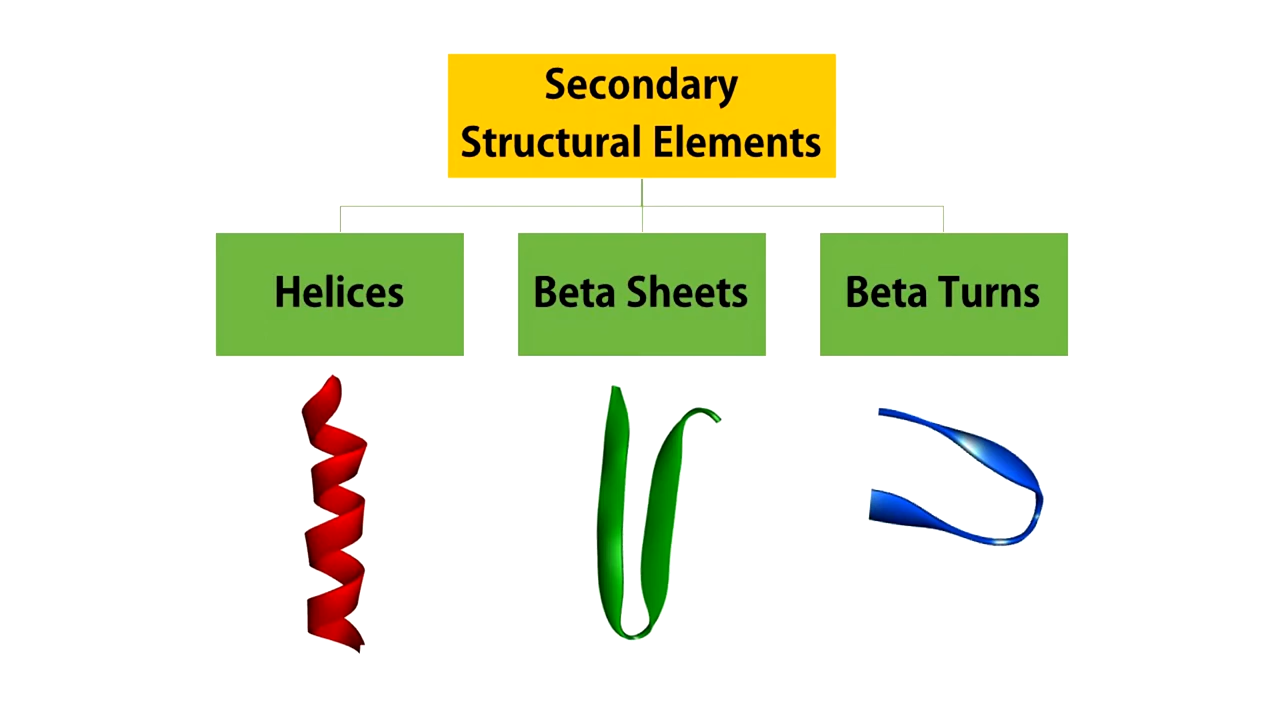 Secondary
Structural Elements
Helices
Beta Sheets
Beta Turns